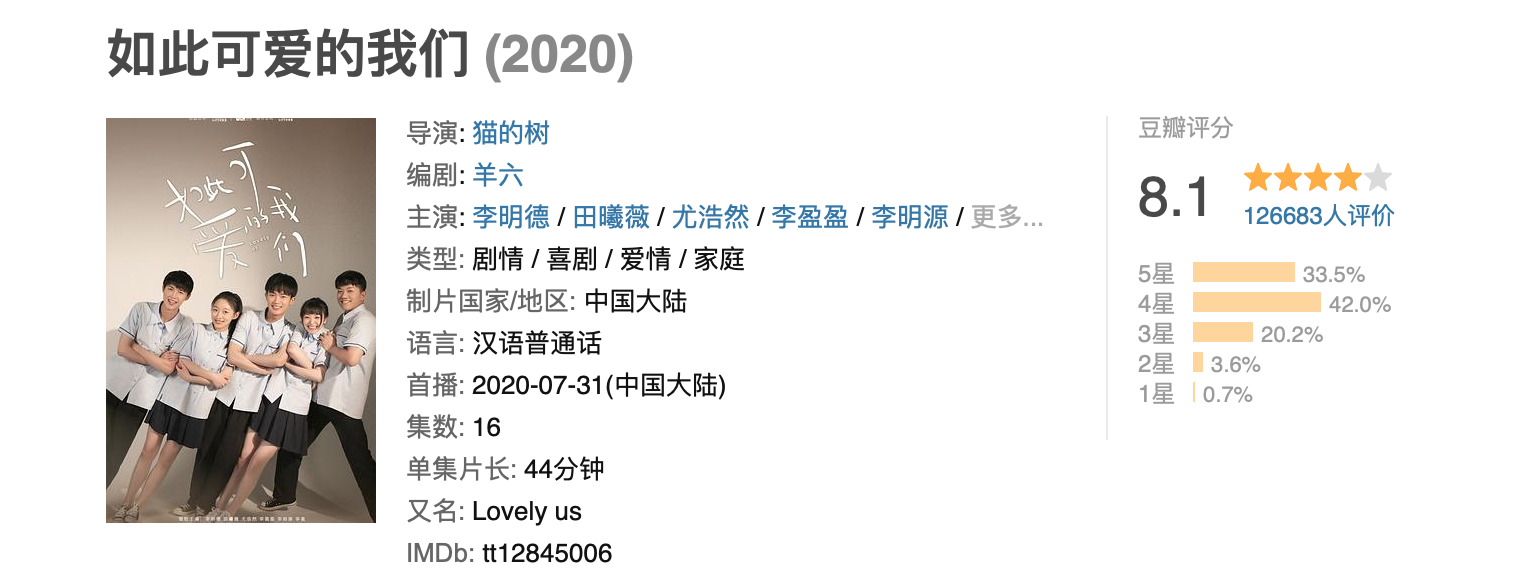 如此可爱的我们 (2020)
如此可
爱的我
们
导演: 猫的树
编剧: 羊六
主演: 李明德 / 田曦薇 / 尤浩然 / 李盈盈 / 李明源 / 更多...
类型: 剧情 / 喜剧 / 爱情 / 家庭
制片国家/地区: 中国大陆
语言: 汉语普通话
首播: 2020-07-31(中国大陆)
集数: 16
单集片长: 44分钟
又名: Lovely us
IMDb: tt12845006
豆瓣评分
8.1
126683人评价
5星 33.5%
4星 42.0%
3星 20.2%
2星 3.6%
1星 0.7%